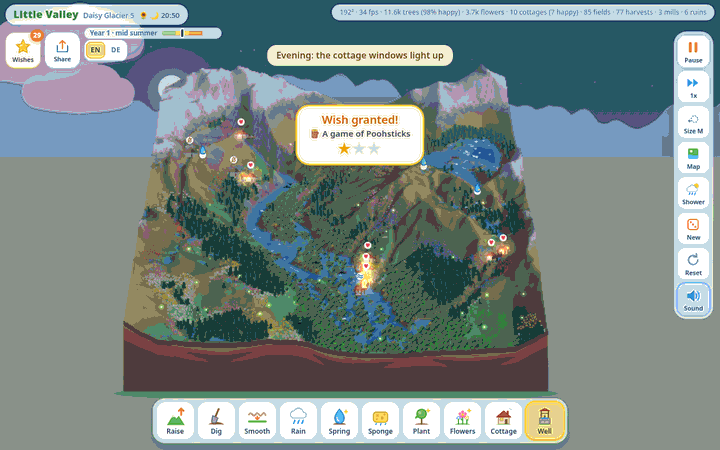 Little Valley Daisy Glacier 5 20:50
192² · 34 fps · 11.6k trees (98% happy) · 3.7k flowers · 10 cottages (7 happy) · 85 fields · 77 harvests · 3 mills · 6 ruins
Year 1 · mid summer
29
Wishes
Share
EN
DE
Evening: the cottage windows light up
Wish granted!
A game of Poohsticks
Pause
1x
Size M
Map
Shower
New
Reset
Sound
Raise
Dig
Smooth
Rain
Spring
Sponge
Plant
Flowers
Cottage
Well